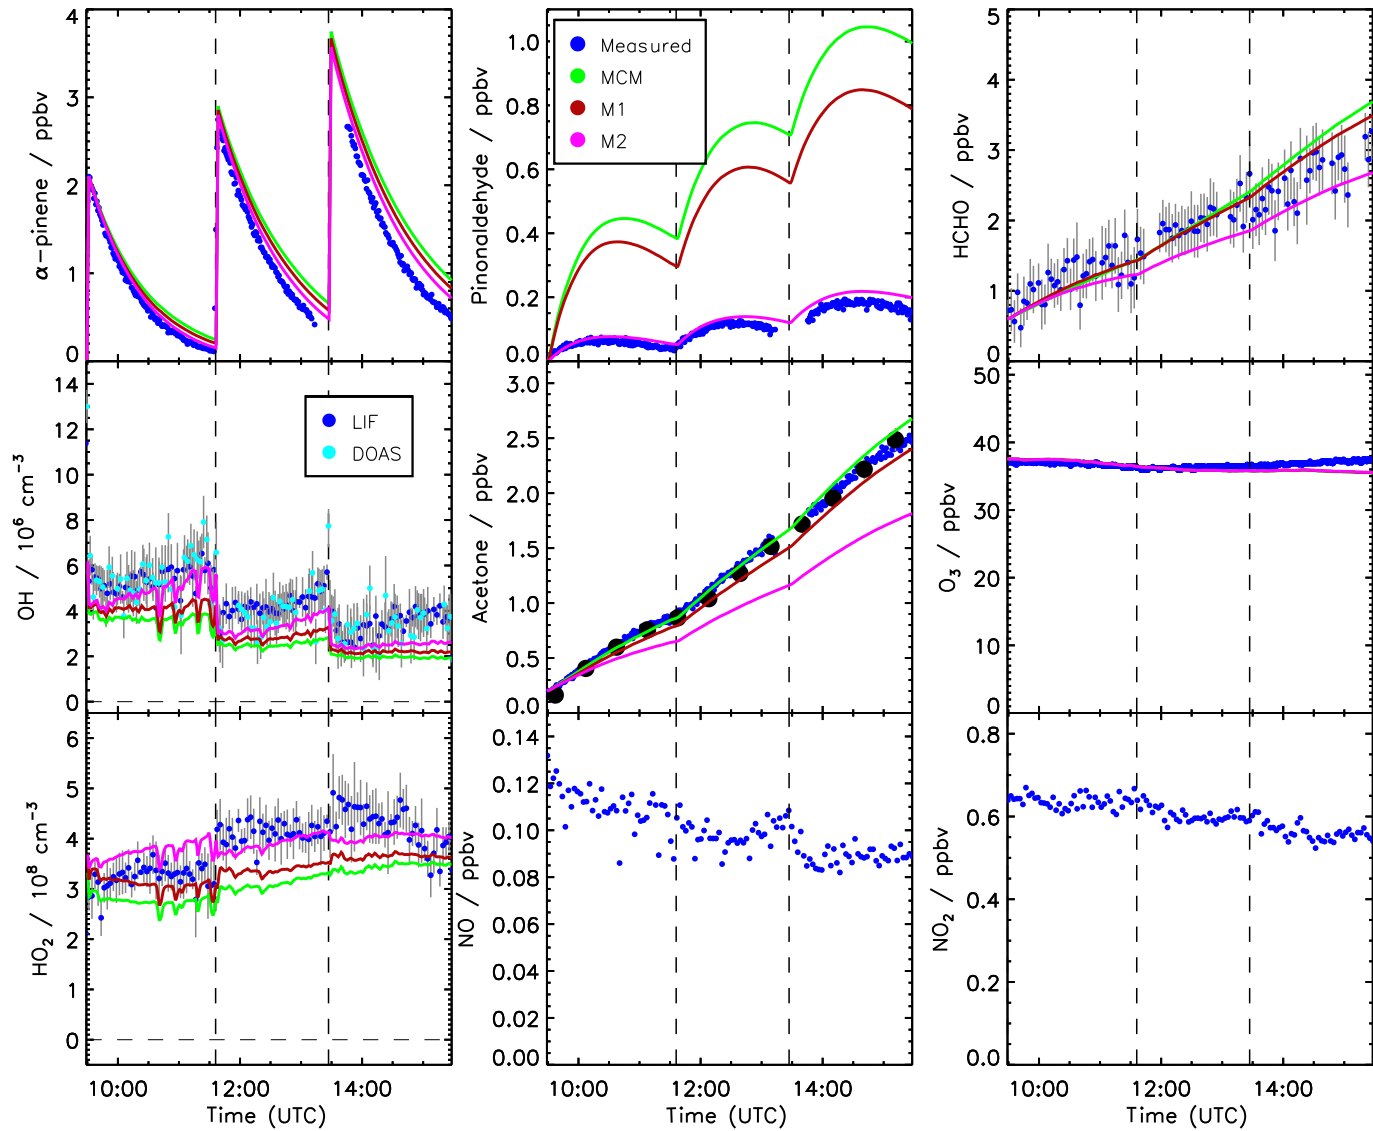 α−pinene / ppbv
4
3
2
1
0
Pinonaldehyde / ppbv
1.0
0.8
0.6
0.4
0.2
0.0
Measured
MCM
M1
M2
HCHO / ppbv
5
4
3
2
1
0
OH / 10⁶ cm⁻³
14
12
10
8
6
4
2
0
LIF
DOAS
Acetone / ppbv
3.0
2.5
2.0
1.5
1.0
0.5
0.0
O₃ / ppbv
50
40
30
20
10
0
HO₂ / 10⁸ cm⁻³
6
5
4
3
2
1
0
10:00 12:00 14:00
Time (UTC)
NO / ppbv
0.14
0.12
0.10
0.08
0.06
0.04
0.02
0.00
10:00 12:00 14:00
Time (UTC)
NO₂ / ppbv
0.8
0.6
0.4
0.2
0.0
10:00 12:00 14:00
Time (UTC)